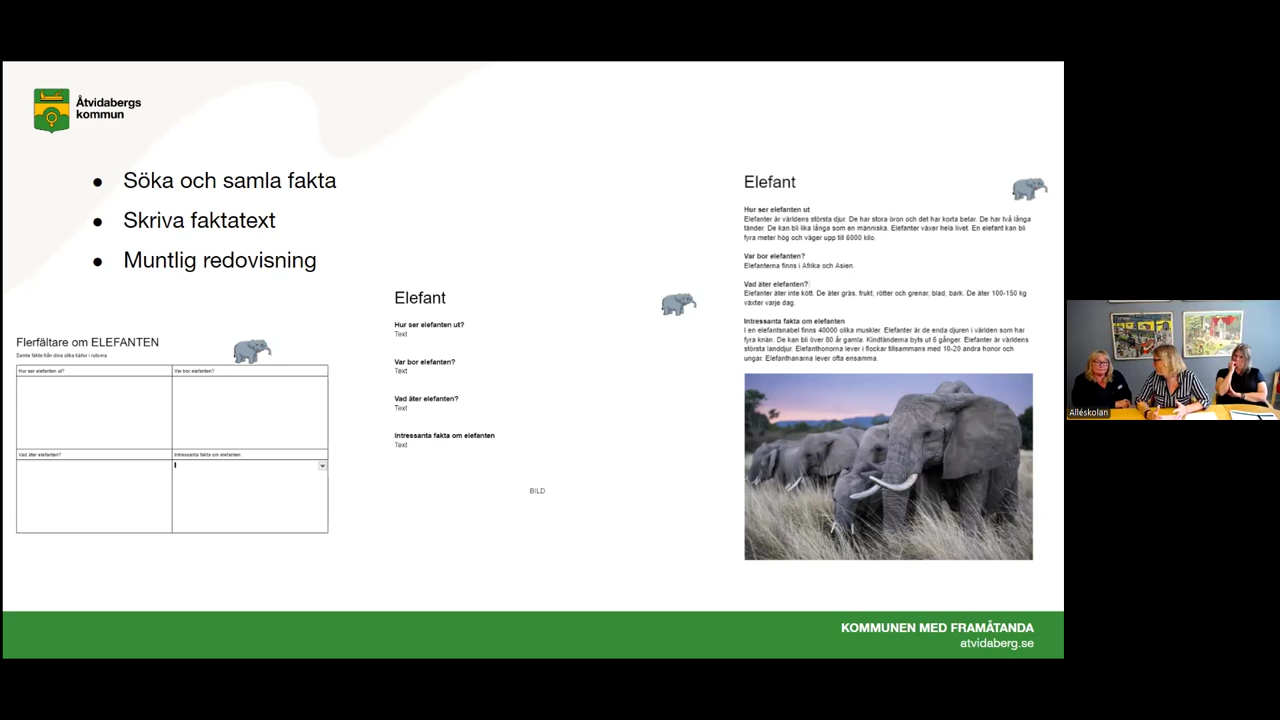 Åtvidabergs
kommun
● Söka och samla fakta
● Skriva faktatext
● Muntlig redovisning
Flerfältare om ELEFANTEN
Samla fakta från dina olika källor i rutorna
Hur ser elefanten ut?
Var bor elefanten?
Vad äter elefanten?
Intressanta fakta om elefanten:
Elefant
Hur ser elefanten ut?
Text
Var bor elefanten?
Text
Vad äter elefanten?
Text
Intressanta fakta om elefanten
Text
BILD
Elefant
Hur ser elefanten ut
Elefanter är världens största djur. De har stora öron och det har korta betar. De har två långa
tänder. De kan bli lika långa som en människa. Elefanter växer hela livet. En elefant kan bli
fyra meter hög och väger upp till 6000 kilo.
Var bor elefanten?
Elefanterna finns i Afrika och Asien.
Vad äter elefanten?
Elefanter äter inte kött. De äter gräs, frukt, rötter och grenar, blad, bark. De äter 100-150 kg
växter varje dag.
Intressanta fakta om elefanten
I en elefantsnabel finns 40000 olika muskler. Elefanter är de enda djuren i världen som har
fyra knän. De kan bli över 80 år gamla. Kindtänderna byts ut 6 gånger. Elefanter är världens
största landdjur. Elefanthonorna lever i flockar tillsammans med 10-20 andra honor och
ungar. Elefanthanarna lever ofta ensamma.
KOMMUNEN MED FRAMÅTANDA
atvidaberg.se
Alléskolan